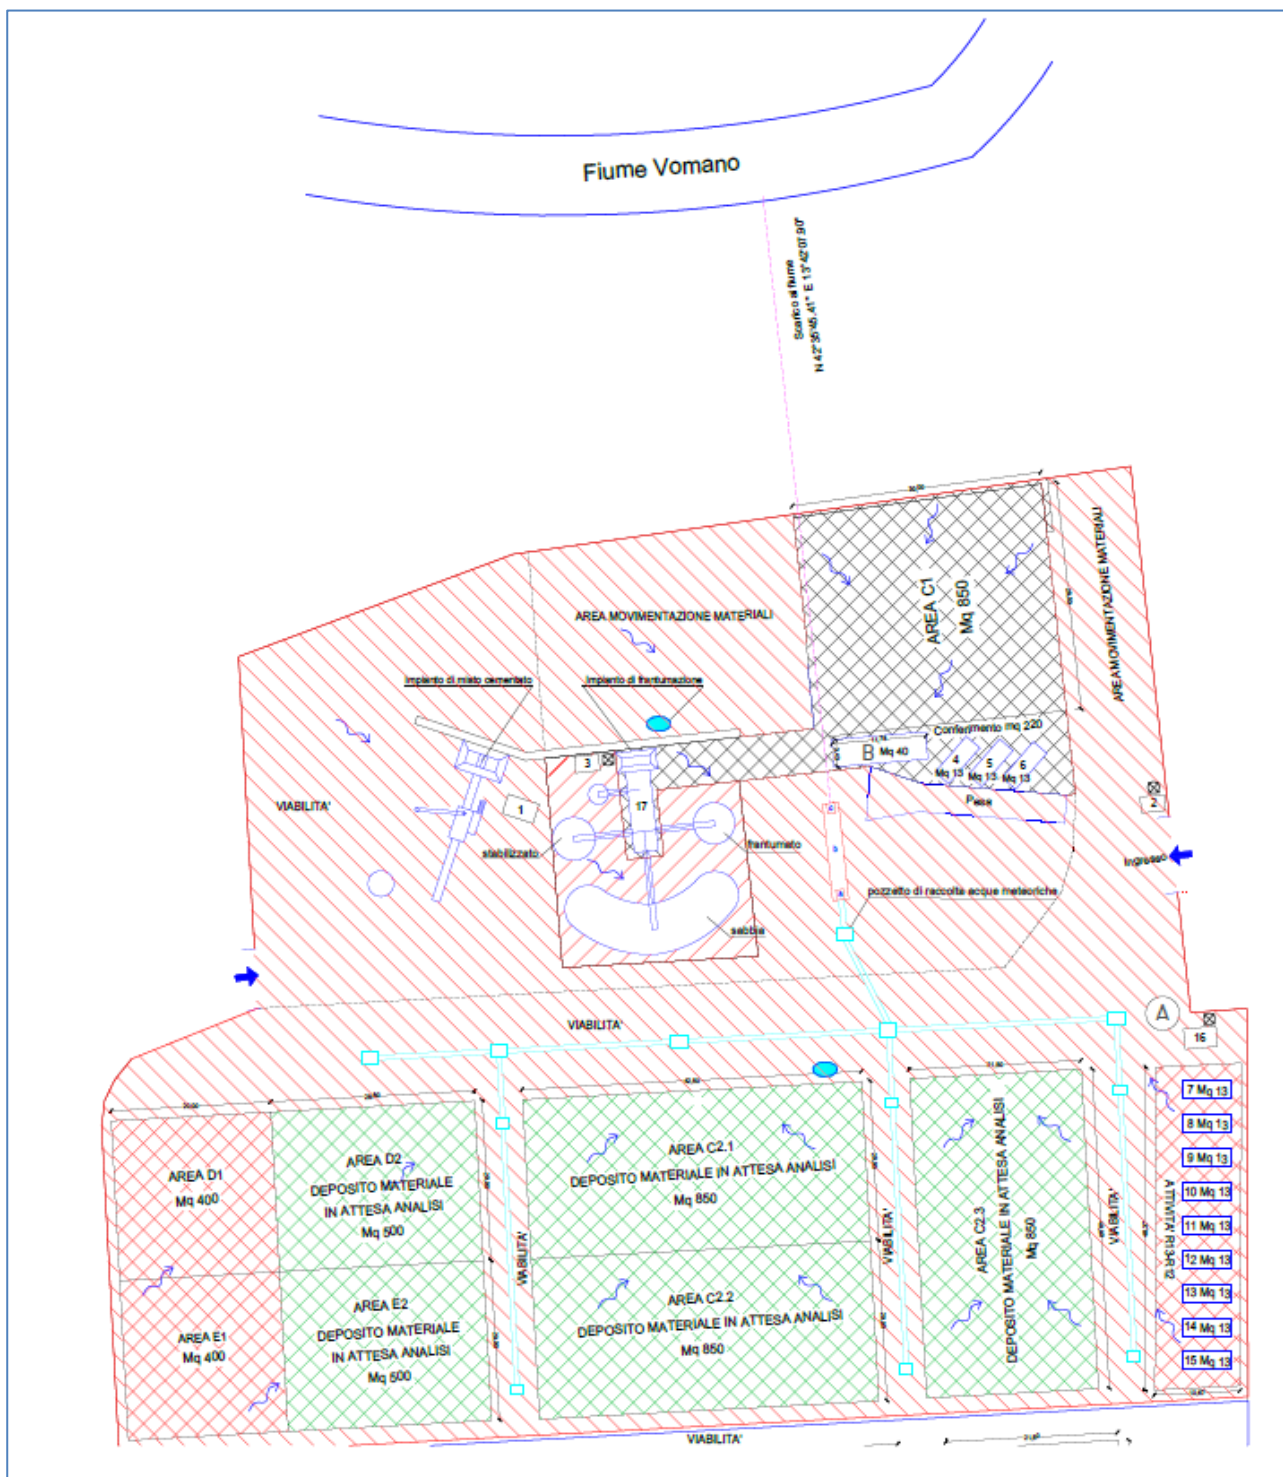 Fiume Vomano
Scarico al fiume
N 42°35'45.41" E 13°42'07.90"
AREA C1
Mq 850
AREA MOVIMENTAZIONE MATERIALI
AREA MOVIMENTAZIONE MATERIALI
Impianto di misto cementato
Impianto di frantumazione
Conferimento mq 220
B Mq 40
4
Mq 13
5
Mq 13
6
Mq 13
Pesa
3
2
1
17
VIABILITA'
stabilizzato
frantumato
sabbia
Ingresso
pozzetto di raccolta acque meteoriche
A
16
VIABILITA'
AREA D1
Mq 400
AREA D2
DEPOSITO MATERIALE
IN ATTESA ANALISI
Mq 500
AREA C2.1
DEPOSITO MATERIALE IN ATTESA ANALISI
Mq 850
AREA C2.3
DEPOSITO MATERIALE IN ATTESA ANALISI
Mq 850
VIABILITA'
VIABILITA'
VIABILITA'
ATTIVITA' R13-R12
7 Mq 13
8 Mq 13
9 Mq 13
10 Mq 13
11 Mq 13
12 Mq 13
13 Mq 13
14 Mq 13
15 Mq 13
AREA E1
Mq 400
AREA E2
DEPOSITO MATERIALE
IN ATTESA ANALISI
Mq 500
AREA C2.2
DEPOSITO MATERIALE IN ATTESA ANALISI
Mq 850
VIABILITA'